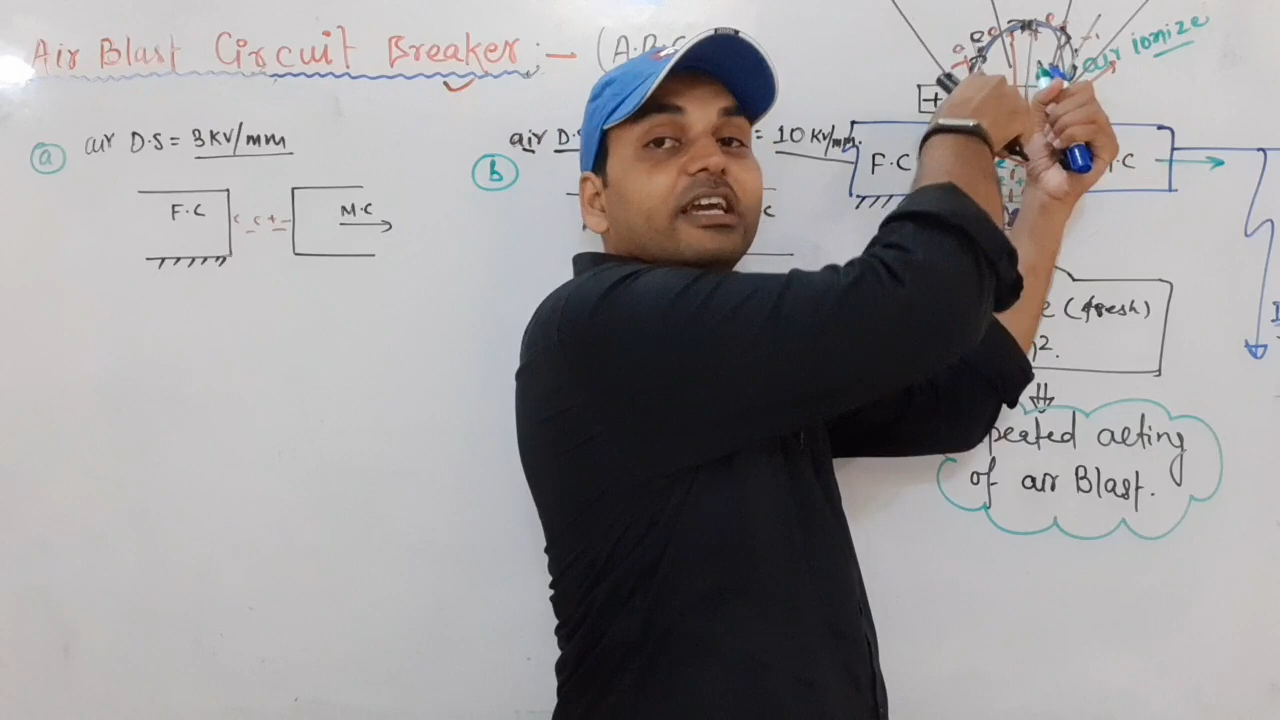 Air Blast Circuit Breaker :- (A.B.C
air ionize
a air D.S = 3KV/mm
b air D.S = 10 KV/mm.
F.C
M.C
F.C
.C
c
e (fresh)
)².
peated acting
of air Blast.